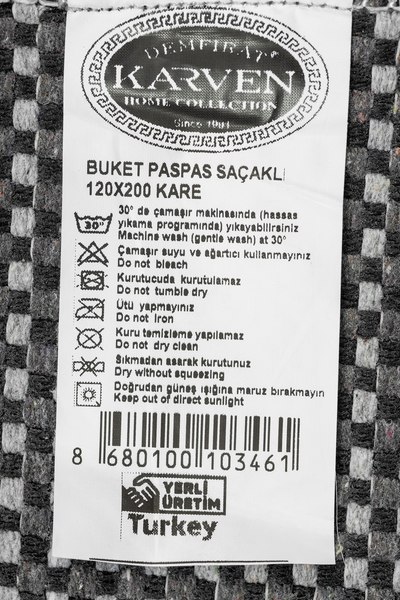 DEMFIRAT
KARVEN
HOME COLLECTION
Since 1981
BUKET PASPAS SAÇAKLI
120X200 KARE
30°
30° de çamaşır makinasında (hassas
yıkama programında) yıkayabilirsiniz
Machine wash (gentle wash) at 30°
Çamaşır suyu ve ağartıcı kullanmayınız
Do not bleach
Kurutucuda kurutulamaz
Do not tumble dry
Ütü yapmayınız
Do not iron
Kuru temizleme yapılamaz
Do not dry clean
Sıkmadan asarak kurutunuz
Dry without squeezing
Doğrudan güneş ışığına maruz bırakmayın
Keep out of direct sunlight
8 680100 103461
YERLİ
ÜRETİM
Turkey